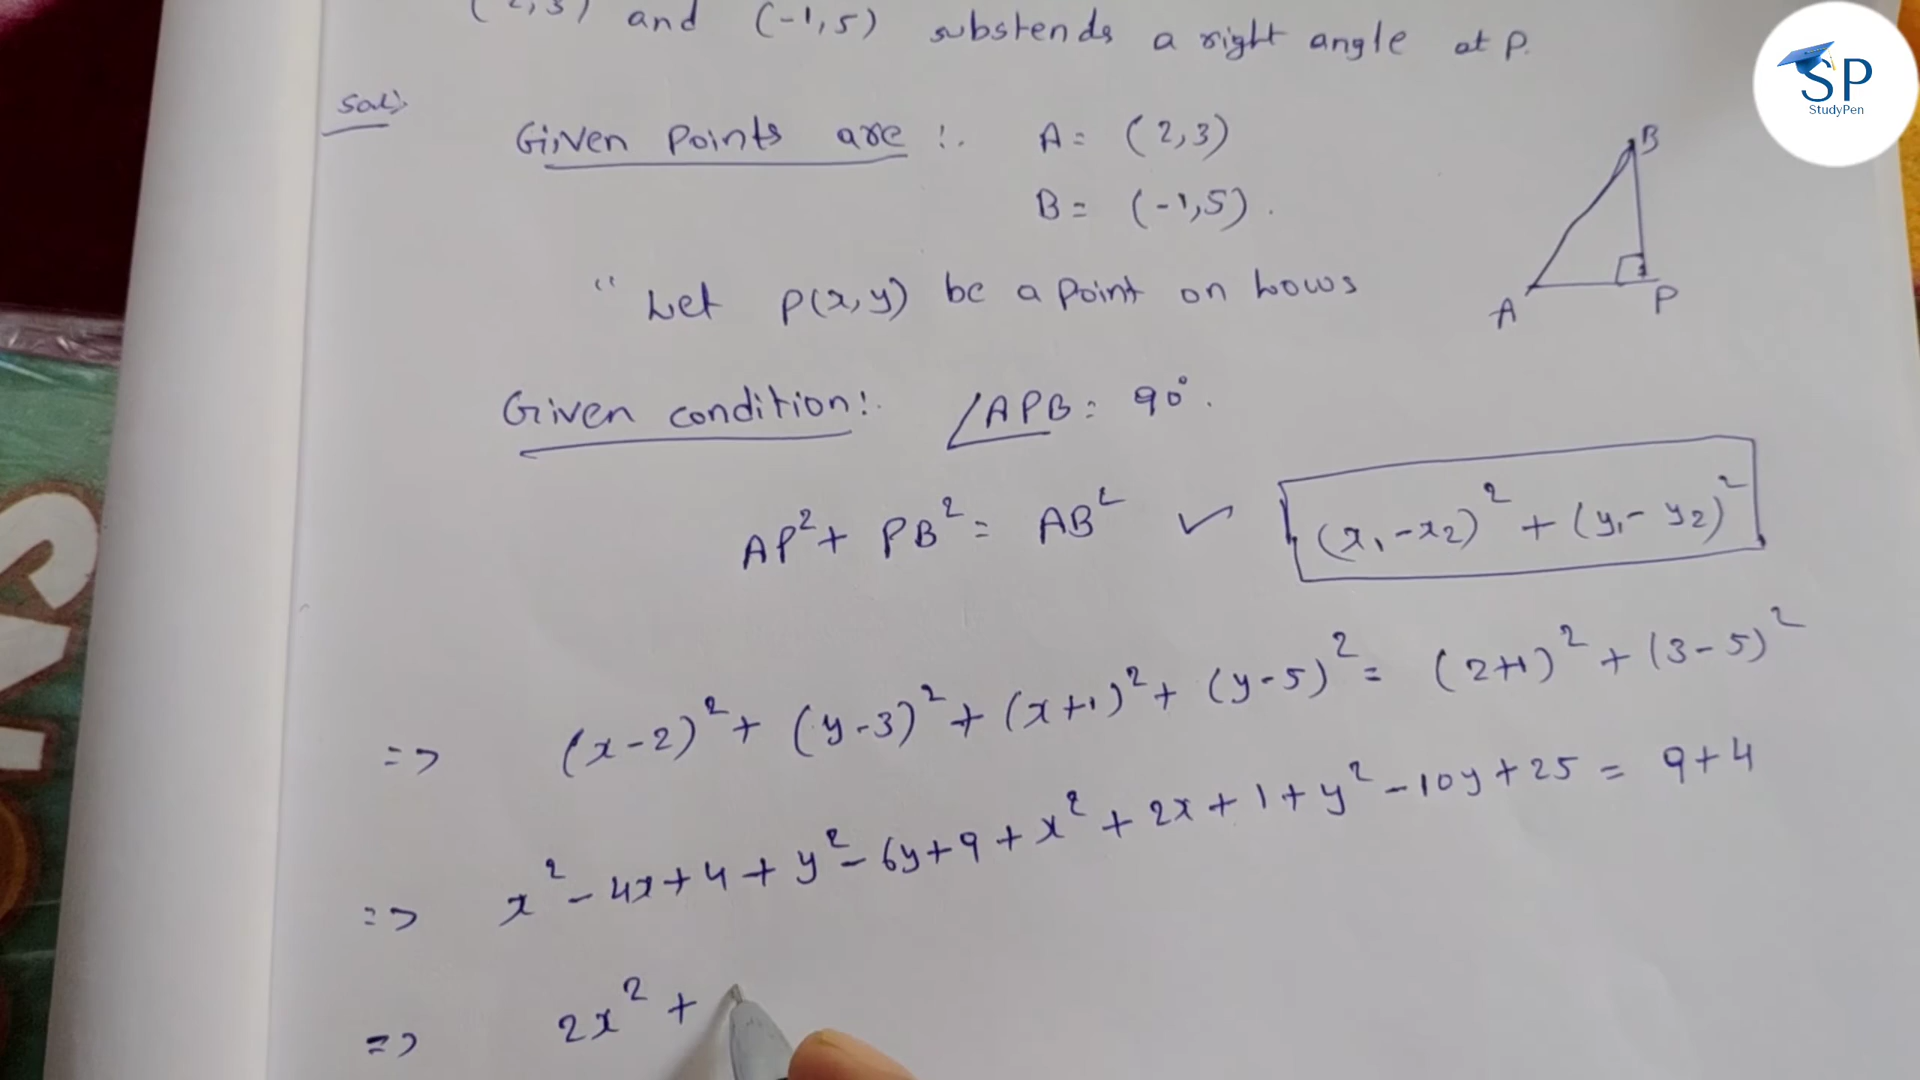 (2,3) and (-1,5) substends a right angle at P.
SP
StudyPen
Sol:
Given Points are :. A = (2,3)
B = (-1,5).
B
"Let P(x,y) be a Point on Lows
A P
Given condition:. ∠APB = 90°.
AP² + PB² = AB² ✓ (x₁-x₂)² + (y₁-y₂)²
=> (x-2)² + (y-3)² + (x+1)² + (y-5)² = (2+1)² + (3-5)²
=> x² - 4x + 4 + y² - 6y + 9 + x² + 2x + 1 + y² - 10y + 25 = 9 + 4
=> 2x² +